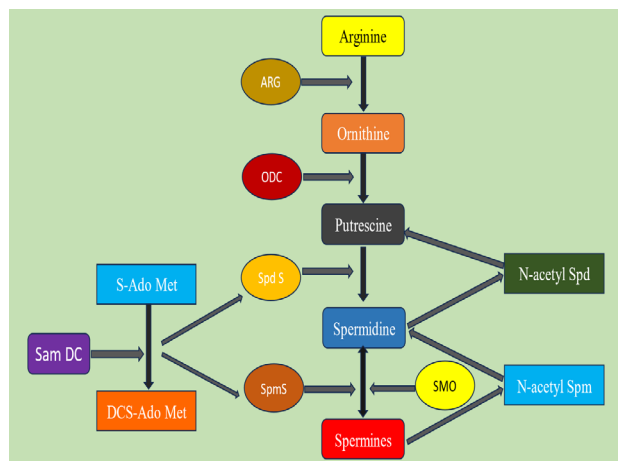 Arginine
ARG
Ornithine
ODC
Putrescine
S-Ado Met
Spd S
N-acetyl Spd
Sam DC
Spermidine
DCS-Ado Met
SpmS
SMO
N-acetyl Spm
Spermines